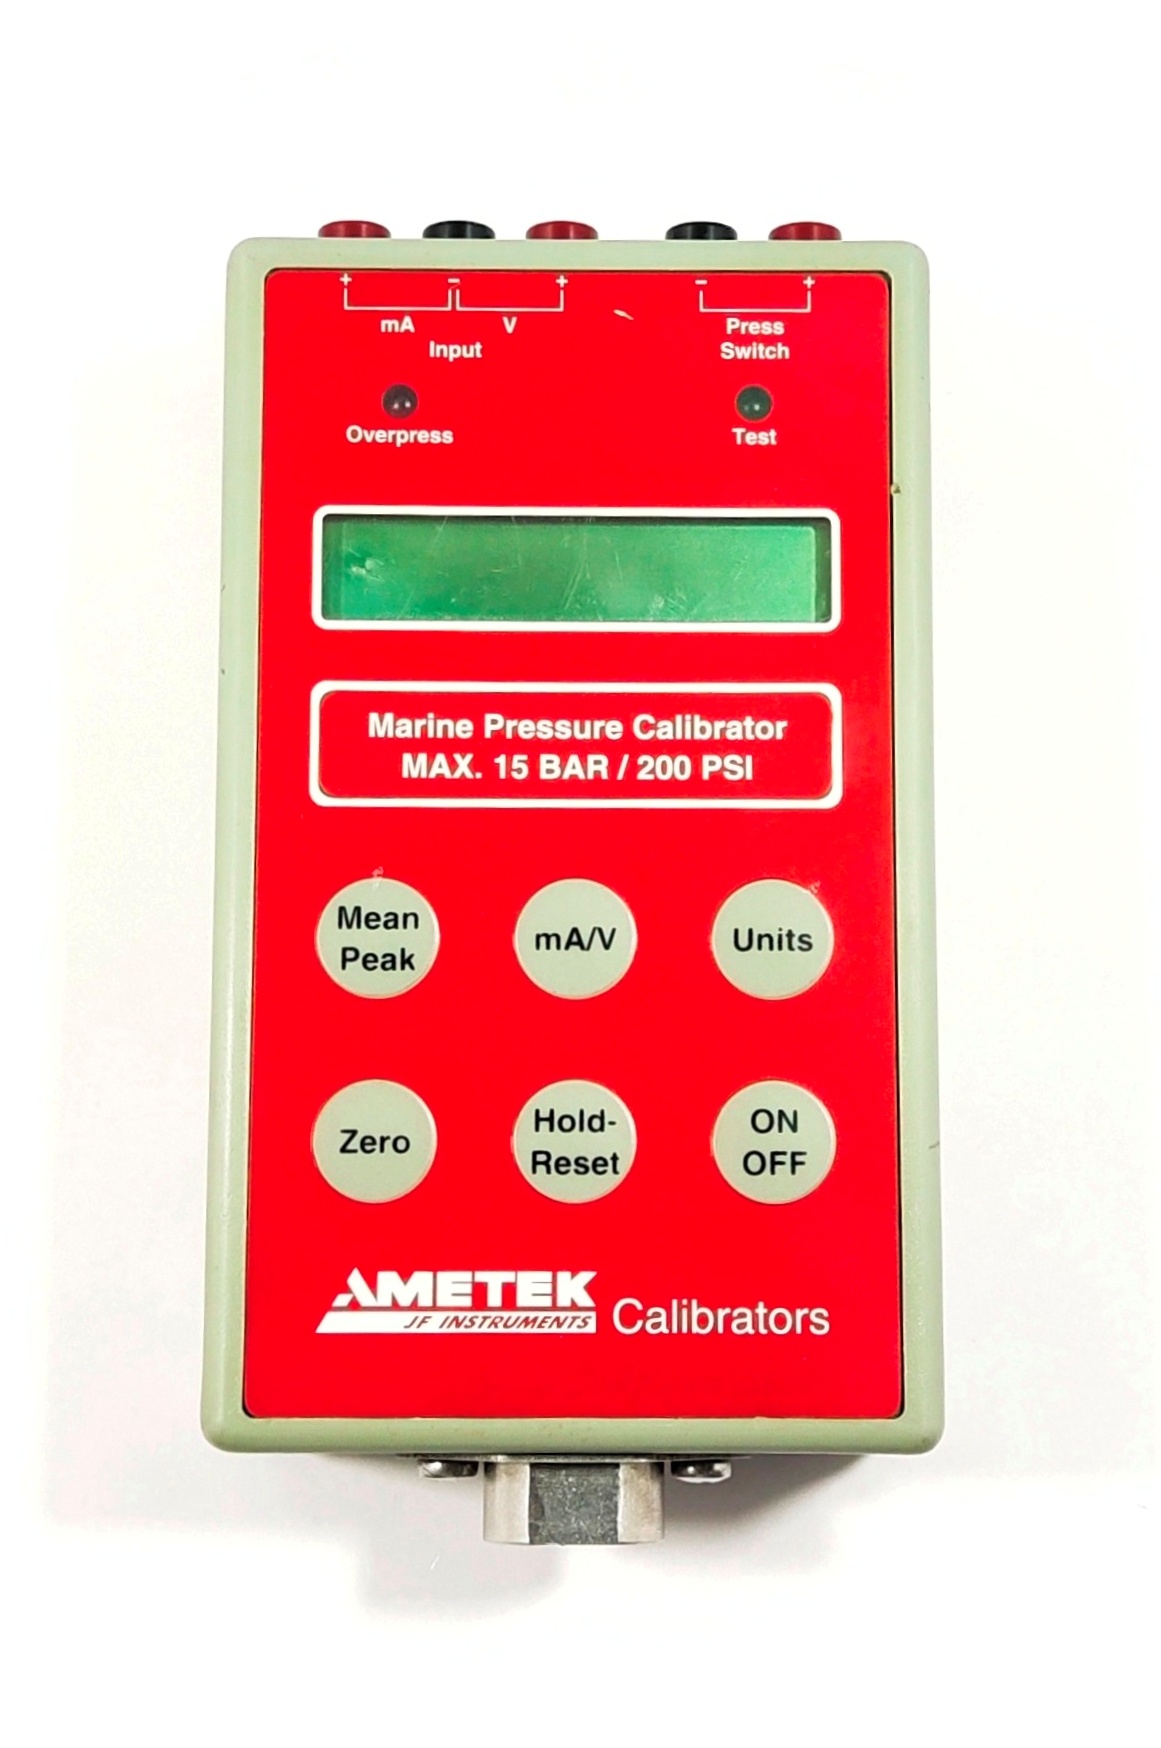 + - + - +
mA V Press
Input Switch
Overpress Test
Marine Pressure Calibrator
MAX. 15 BAR / 200 PSI
Mean
Peak
mA/V
Units
Zero
Hold-
Reset
ON
OFF
AMETEK
JF INSTRUMENTS
Calibrators